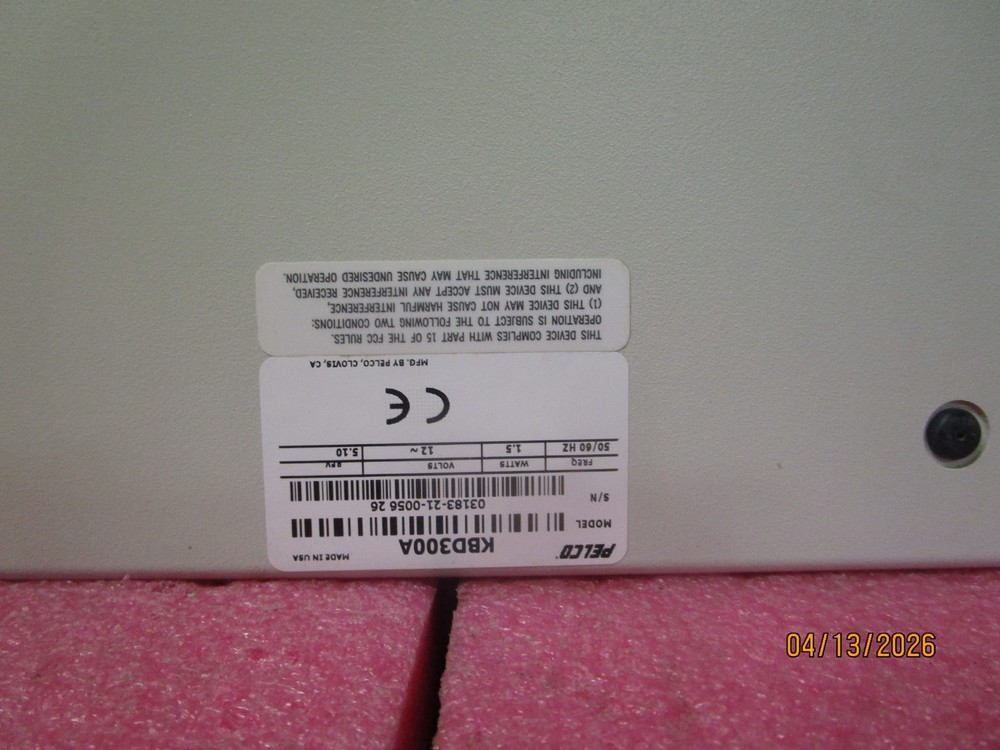 PELCO
KBD300A
MADE IN USA
MODEL
03183-21-0056 26
S/N
FREQ WATTS VOLTS REV
50/60 HZ 1.5 12 ~ 5.10
CE
MFG. BY PELCO, CLOVIS, CA
THIS DEVICE COMPLIES WITH PART 15 OF THE FCC RULES.
OPERATION IS SUBJECT TO THE FOLLOWING TWO CONDITIONS:
(1) THIS DEVICE MAY NOT CAUSE HARMFUL INTERFERENCE,
AND (2) THIS DEVICE MUST ACCEPT ANY INTERFERENCE RECEIVED,
INCLUDING INTERFERENCE THAT MAY CAUSE UNDESIRED OPERATION.
04/13/2026